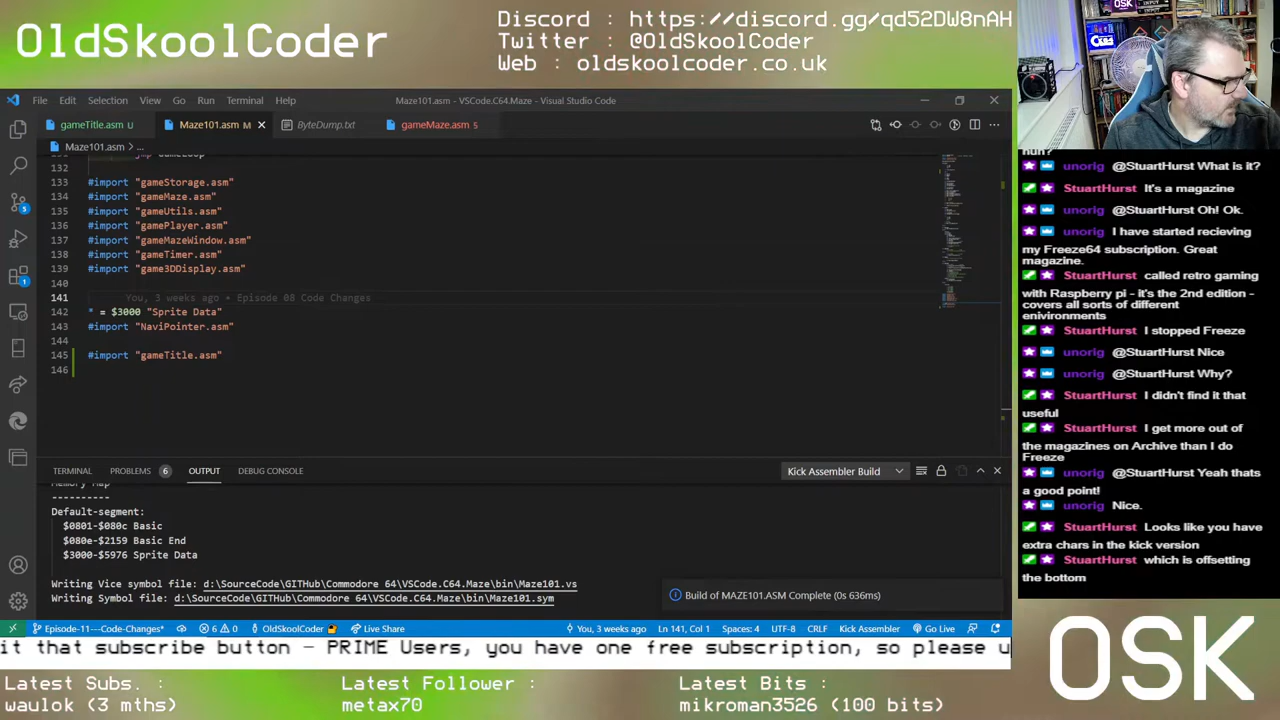 OldSkoolCoder
Discord : https://discord.gg/qd52DW8nAH
Twitter : @OldSkoolCoder
Web : oldskoolcoder.co.uk
OSK
File Edit Selection View Go Run Terminal Help
Maze101.asm - VSCode.C64.Maze - Visual Studio Code
gameTitle.asm U
Maze101.asm M
ByteDump.txt
gameMaze.asm 5
Maze101.asm > ...
132
133 #import "gameStorage.asm"
134 #import "gameMaze.asm"
135 #import "gameUtils.asm"
136 #import "gamePlayer.asm"
137 #import "gameMazeWindow.asm"
138 #import "gameTimer.asm"
139 #import "game3DDisplay.asm"
140
141 You, 3 weeks ago • Episode 08 Code Changes
142 * = $3000 "Sprite Data"
143 #import "NaviPointer.asm"
144
145 #import "gameTitle.asm"
146
TERMINAL PROBLEMS 6 OUTPUT DEBUG CONSOLE
Kick Assembler Build
Memory Map
----------
Default-segment:
$0801-$080c Basic
$080e-$2159 Basic End
$3000-$5976 Sprite Data
Writing Vice symbol file: d:\SourceCode\GITHub\Commodore 64\VSCode.C64.Maze\bin\Maze101.vs
Writing Symbol file: d:\SourceCode\GITHub\Commodore 64\VSCode.C64.Maze\bin\Maze101.sym
Build of MAZE101.ASM Complete (0s 636ms)
Episode-11---Code-Changes* 6 0 OldSkoolCoder Live Share
You, 3 weeks ago Ln 141, Col 1 Spaces: 4 UTF-8 CRLF Kick Assembler Go Live
huh?
unorig @StuartHurst What is it?
StuartHurst It's a magazine
unorig @StuartHurst Oh! Ok.
unorig I have started recieving
my Freeze64 subscription. Great
magazine.
StuartHurst called retro gaming
with Raspberry pi - it's the 2nd edition -
covers all sorts of different
enivironments
StuartHurst I stopped Freeze
unorig @StuartHurst Nice
unorig @StuartHurst Why?
StuartHurst I didn't find it that
useful
StuartHurst I get more out of
the magazines on Archive than I do
Freeze
unorig @StuartHurst Yeah thats
a good point!
unorig Nice.
StuartHurst Looks like you have
extra chars in the kick version
StuartHurst which is offsetting
the bottom
it that subscribe button - PRIME Users, you have one free subscription, so please u
Latest Subs. :
waulok (3 mths)
Latest Follower :
metax70
Latest Bits :
mikroman3526 (100 bits)
OSK